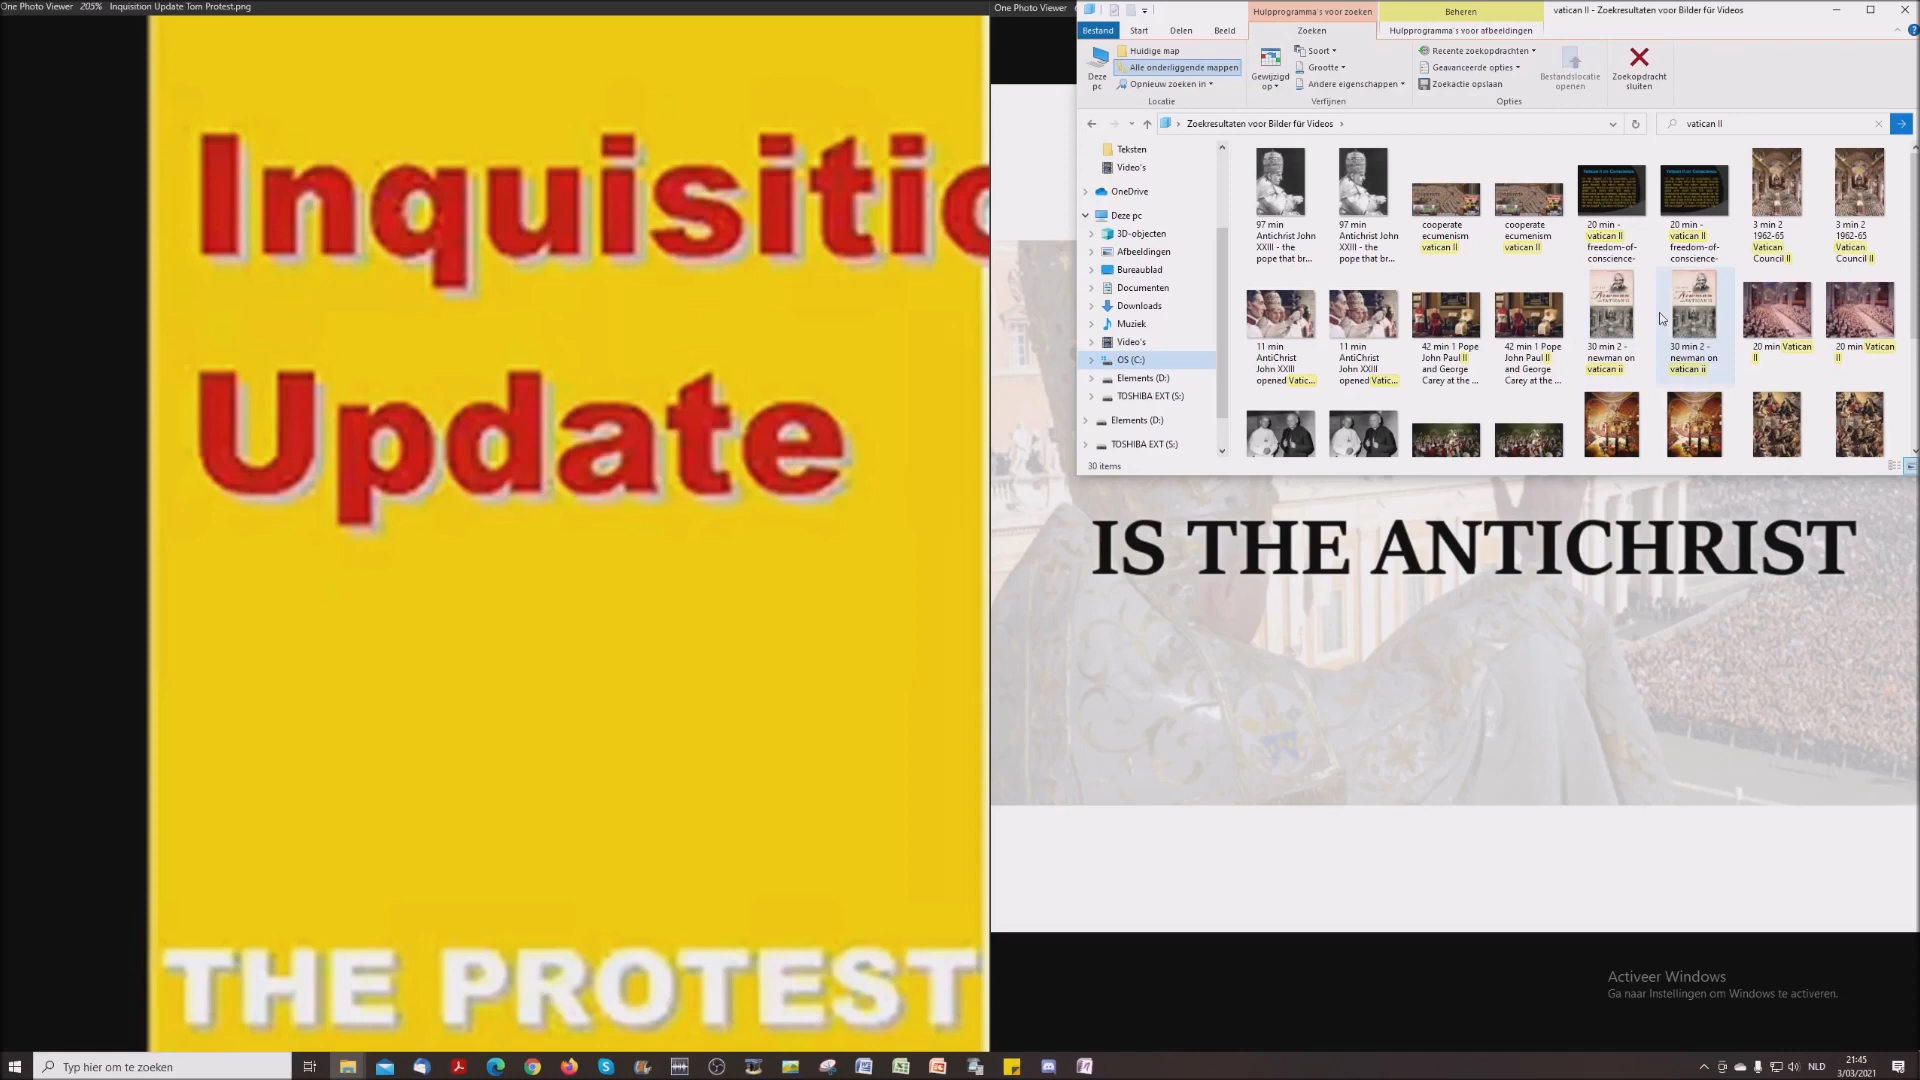 One Photo Viewer 205% Inquisition Update Tom Protest.png
Inquisitio
Update
THE PROTEST
One Photo Viewer
Hulpprogramma's voor zoeken
Beheren
vatican II - Zoekresultaten voor Bilder für Videos
Bestand
Start
Delen
Beeld
Zoeken
Hulpprogramma's voor afbeeldingen
Deze
pc
Huidige map
Alle onderliggende mappen
Opnieuw zoeken in
Locatie
Gewijzigd
op
Soort
Grootte
Andere eigenschappen
Verfijnen
Recente zoekopdrachten
Geavanceerde opties
Zoekactie opslaan
Bestandslocatie
openen
Zoekopdracht
sluiten
Opties
Zoekresultaten voor Bilder für Videos
vatican II
Teksten
Video's
OneDrive
Deze pc
3D-objecten
Afbeeldingen
Bureaublad
Documenten
Downloads
Muziek
Video's
OS (C:)
Elements (D:)
TOSHIBA EXT (S:)
Elements (D:)
TOSHIBA EXT (S:)
97 min
Antichrist John
XXIII - the
pope that br...
97 min
Antichrist John
XXIII - the
pope that br...
cooperate
ecumenism
vatican II
cooperate
ecumenism
vatican II
20 min -
vatican II
freedom-of-
conscience-
20 min -
vatican II
freedom-of-
conscience-
3 min 2
1962-65
Vatican
Council II
3 min 2
1962-65
Vatican
Council II
11 min
AntiChrist
John XXIII
opened Vatic...
11 min
AntiChrist
John XXIII
opened Vatic...
42 min 1 Pope
John Paul II
and George
Carey at the ...
42 min 1 Pope
John Paul II
and George
Carey at the ...
30 min 2 -
newman on
vatican ii
30 min 2 -
newman on
vatican ii
20 min Vatican
II
20 min Vatican
II
30 items
IS THE ANTICHRIST
Activeer Windows
Ga naar Instellingen om Windows te activeren.
Typ hier om te zoeken
NLD
21:45
3/03/2021